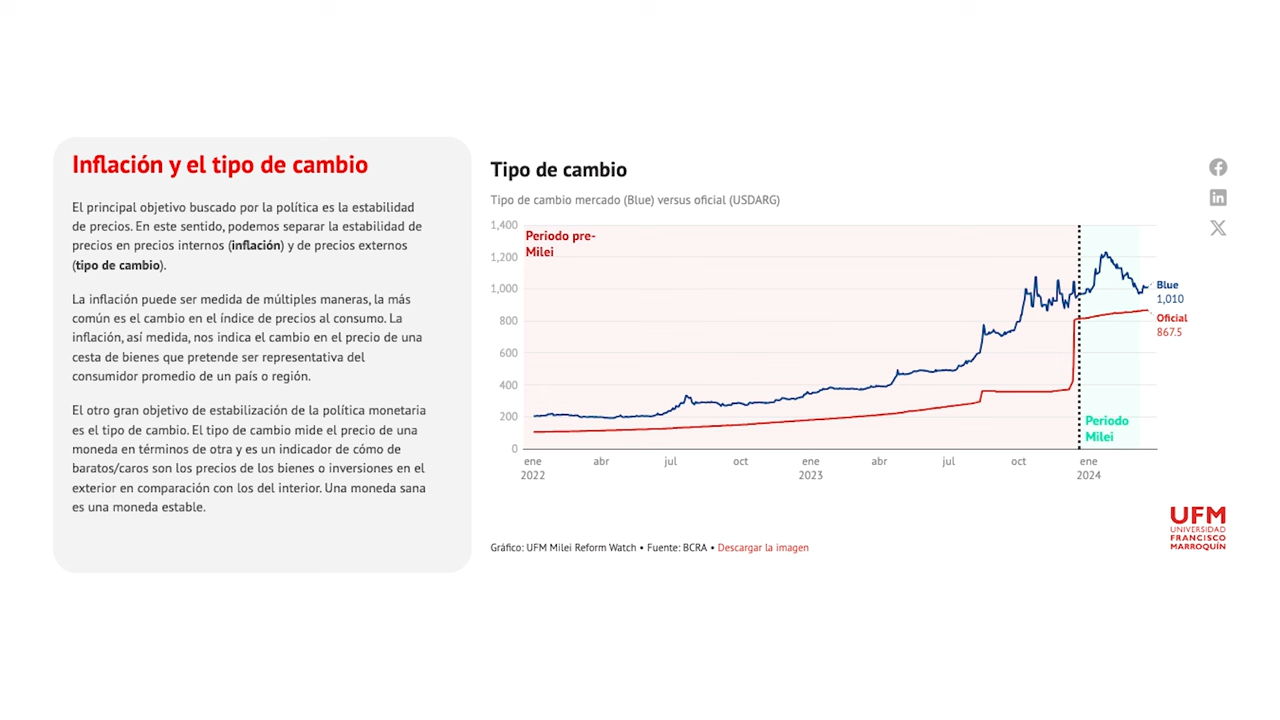 Inflación y el tipo de cambio
El principal objetivo buscado por la política es la estabilidad
de precios. En este sentido, podemos separar la estabilidad de
precios en precios internos (inflación) y de precios externos
(tipo de cambio).
La inflación puede ser medida de múltiples maneras, la más
común es el cambio en el índice de precios al consumo. La
inflación, así medida, nos indica el cambio en el precio de una
cesta de bienes que pretende ser representativa del
consumidor promedio de un país o región.
El otro gran objetivo de estabilización de la política monetaria
es el tipo de cambio. El tipo de cambio mide el precio de una
moneda en términos de otra y es un indicador de cómo de
baratos/caros son los precios de los bienes o inversiones en el
exterior en comparación con los del interior. Una moneda sana
es una moneda estable.
Tipo de cambio
Tipo de cambio mercado (Blue) versus oficial (USDARG)
1,400
1,200
1,000
800
600
400
200
0
Periodo pre-
Milei
Periodo
Milei
Blue
1,010
Oficial
867.5
ene abr jul oct ene abr jul oct ene
2022 2023 2024
Gráfico: UFM Milei Reform Watch • Fuente: BCRA • Descargar la imagen
UFM
UNIVERSIDAD
FRANCISCO
MARROQUÍN